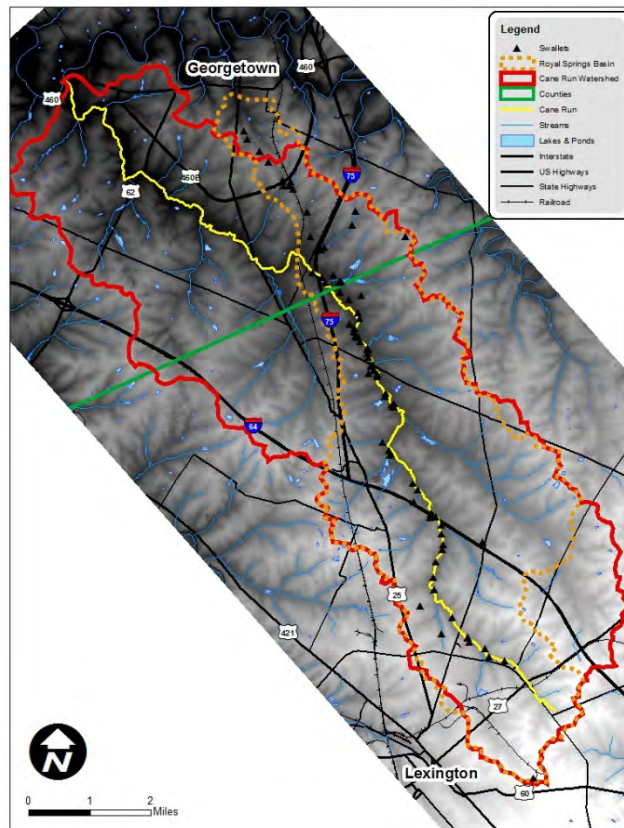 Legend
Swallets
Royal Springs Basin
Cane Run Watershed
Counties
Cane Run
Streams
Lakes & Ponds
Interstate
US Highways
State Highways
Railroad
Georgetown
460
460
75
62
460B
75
64
25
421
27
Lexington
60
N
0 1 2
Miles